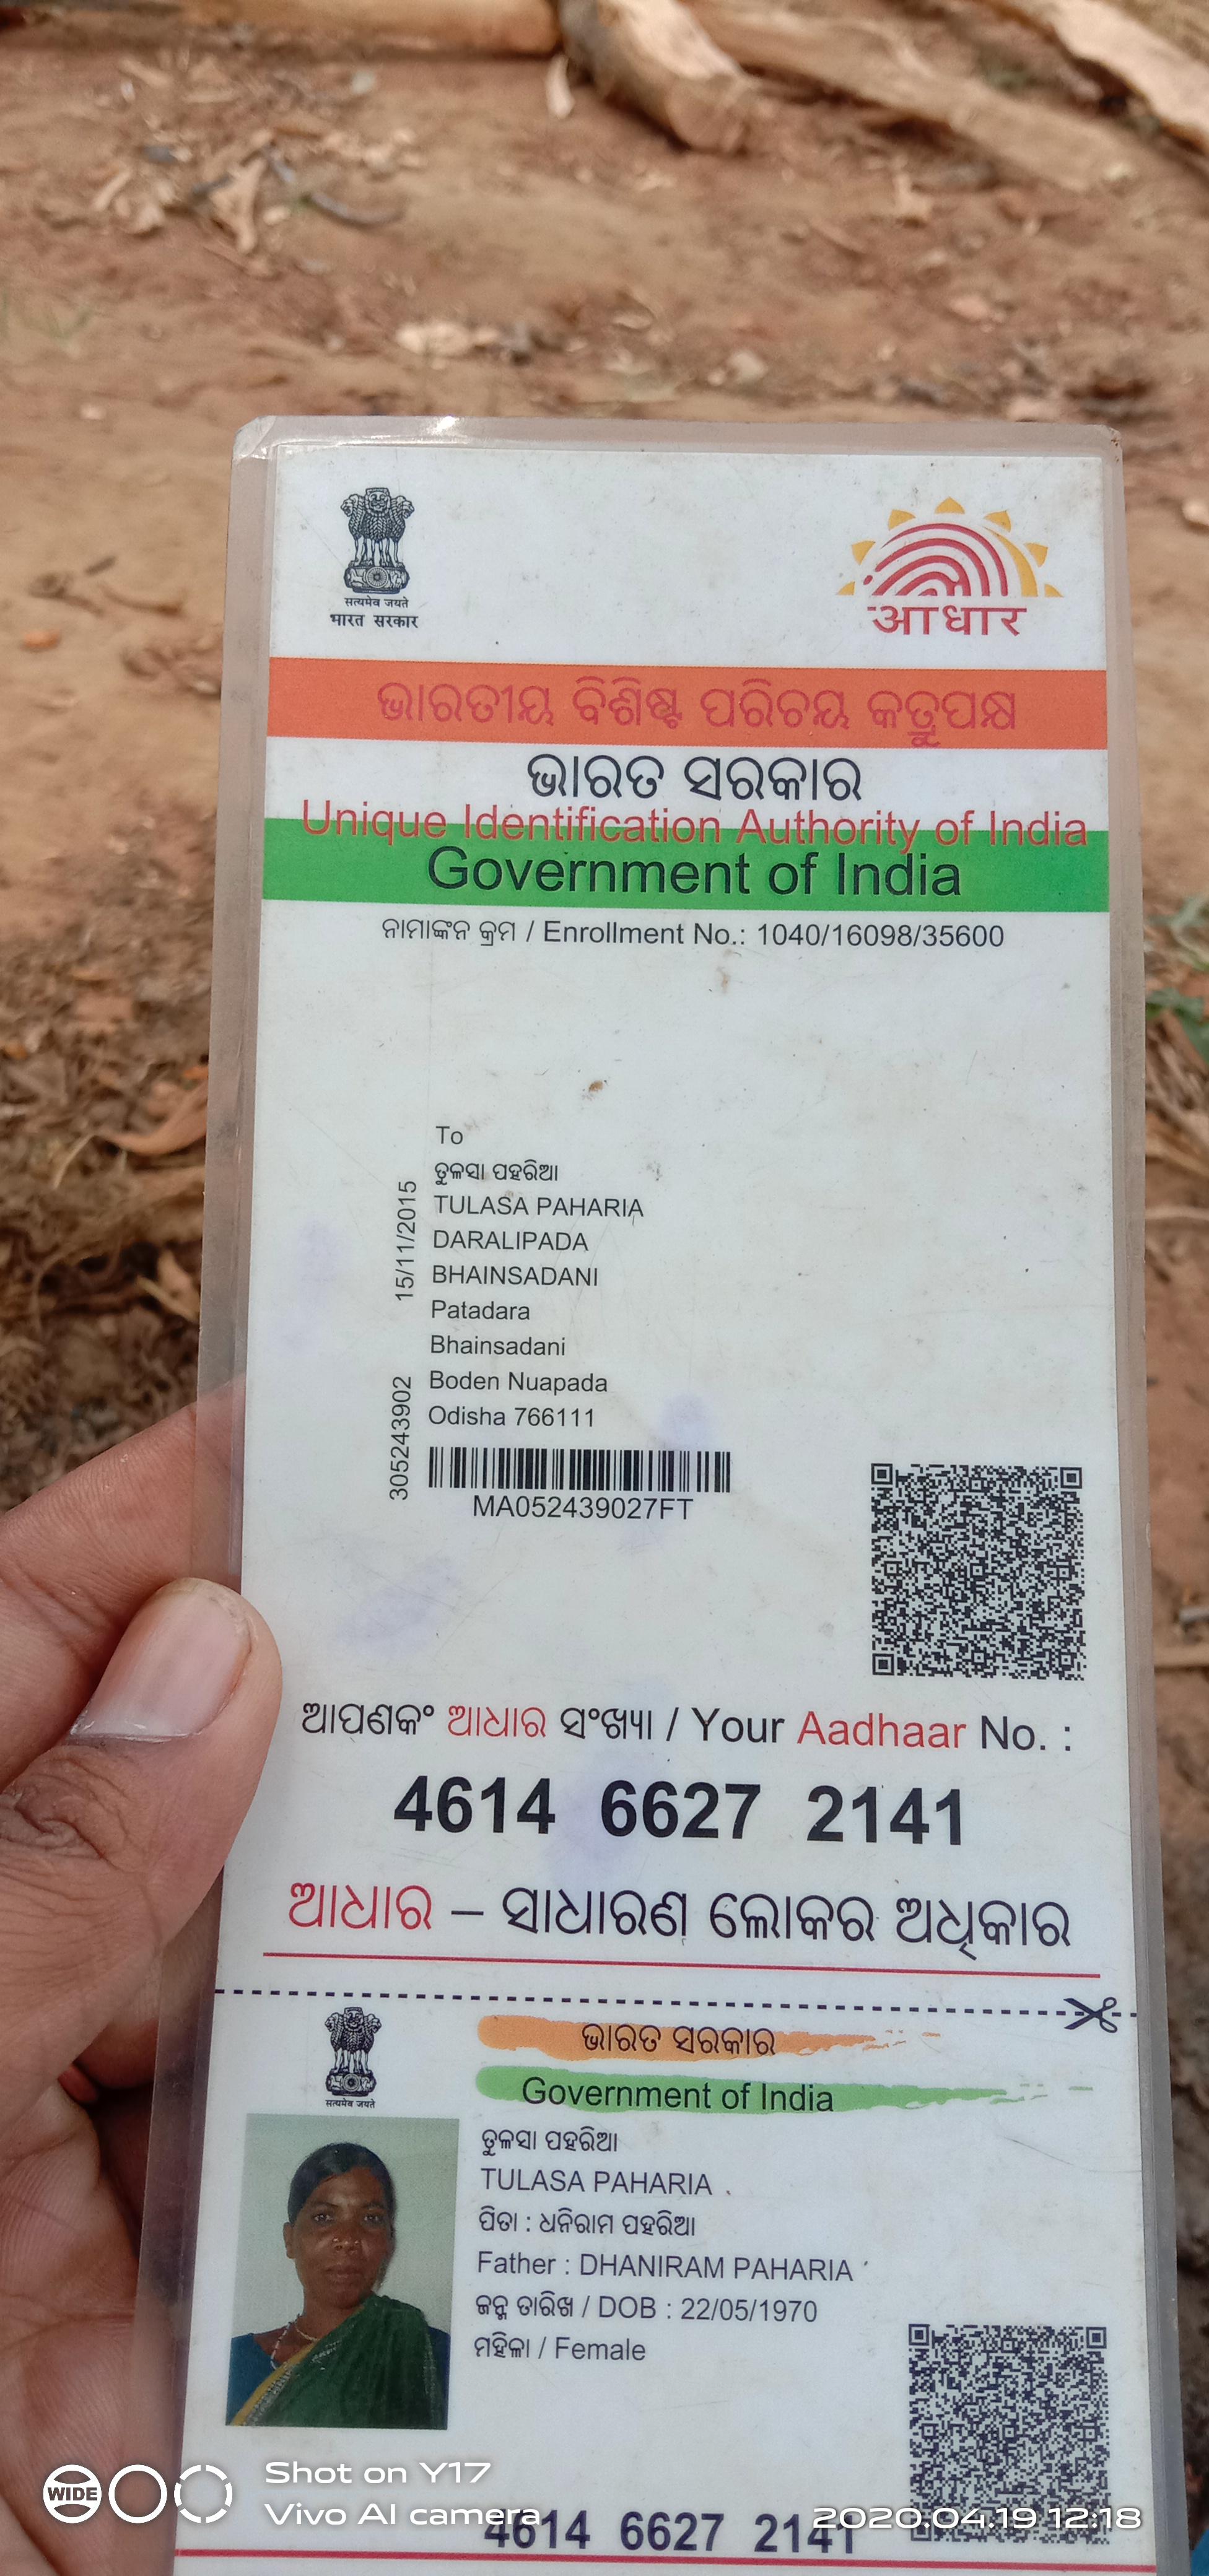 सत्यमेव जयते
भारत सरकार
आधार
ଭାରତୀୟ ବିଶିଷ୍ଟ ପରିଚୟ କତ୍ରୁପକ୍ଷ
ଭାରତ ସରକାର
Unique Identification Authority of India
Government of India
ନାମାଙ୍କନ କ୍ରମ / Enrollment No.: 1040/16098/35600
To
ତୁଳସା ପହରିଆ
TULASA PAHARIA
DARALIPADA
BHAINSADANI
Patadara
Bhainsadani
Boden Nuapada
Odisha 766111
15/11/2015
305243902
MA052439027FT
ଆପଣକଂ ଆଧାର ସଂଖ୍ୟା / Your Aadhaar No. :
4614 6627 2141
ଆଧାର – ସାଧାରଣ ଲୋକର ଅଧିକାର
सत्यमेव जयते
ଭାରତ ସରକାର
Government of India
ତୁଳସା ପହରିଆ
TULASA PAHARIA
ପିତା : ଧନିରାମ ପହରିଆ
Father : DHANIRAM PAHARIA
ଜନ୍ମ ତାରିଖ / DOB : 22/05/1970
ମହିଳା / Female
4614 6627 2141
WIDE
Shot on Y17
Vivo AI camera
2020.04.19 12:18